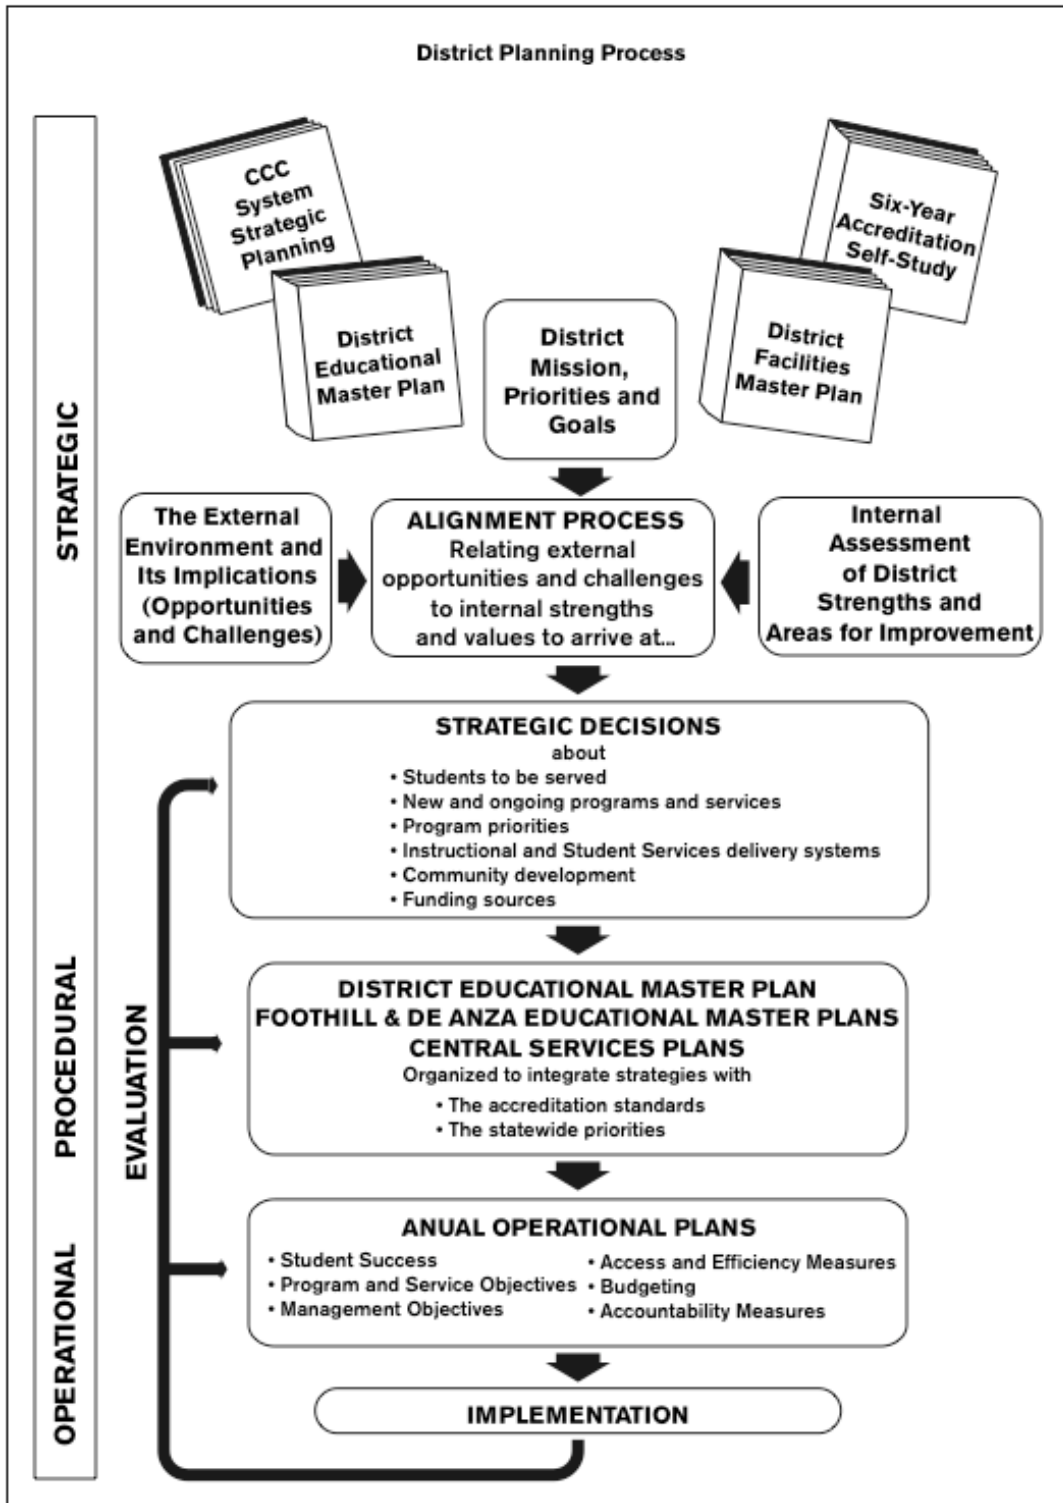 District Planning Process
CCC
System
Strategic
Planning
District
Educational
Master Plan
District
Mission,
Priorities and
Goals
Six-Year
Accreditation
Self-Study
District
Facilities
Master Plan
STRATEGIC
The External
Environment and
Its Implications
(Opportunities
and Challenges)
ALIGNMENT PROCESS
Relating external
opportunities and challenges
to internal strengths
and values to arrive at...
Internal
Assessment
of District
Strengths and
Areas for Improvement
STRATEGIC DECISIONS
about
• Students to be served
• New and ongoing programs and services
• Program priorities
• Instructional and Student Services delivery systems
• Community development
• Funding sources
PROCEDURAL
EVALUATION
DISTRICT EDUCATIONAL MASTER PLAN
FOOTHILL & DE ANZA EDUCATIONAL MASTER PLANS
CENTRAL SERVICES PLANS
Organized to integrate strategies with
• The accreditation standards
• The statewide priorities
OPERATIONAL
ANUAL OPERATIONAL PLANS
• Student Success
• Program and Service Objectives
• Management Objectives
• Access and Efficiency Measures
• Budgeting
• Accountability Measures
IMPLEMENTATION